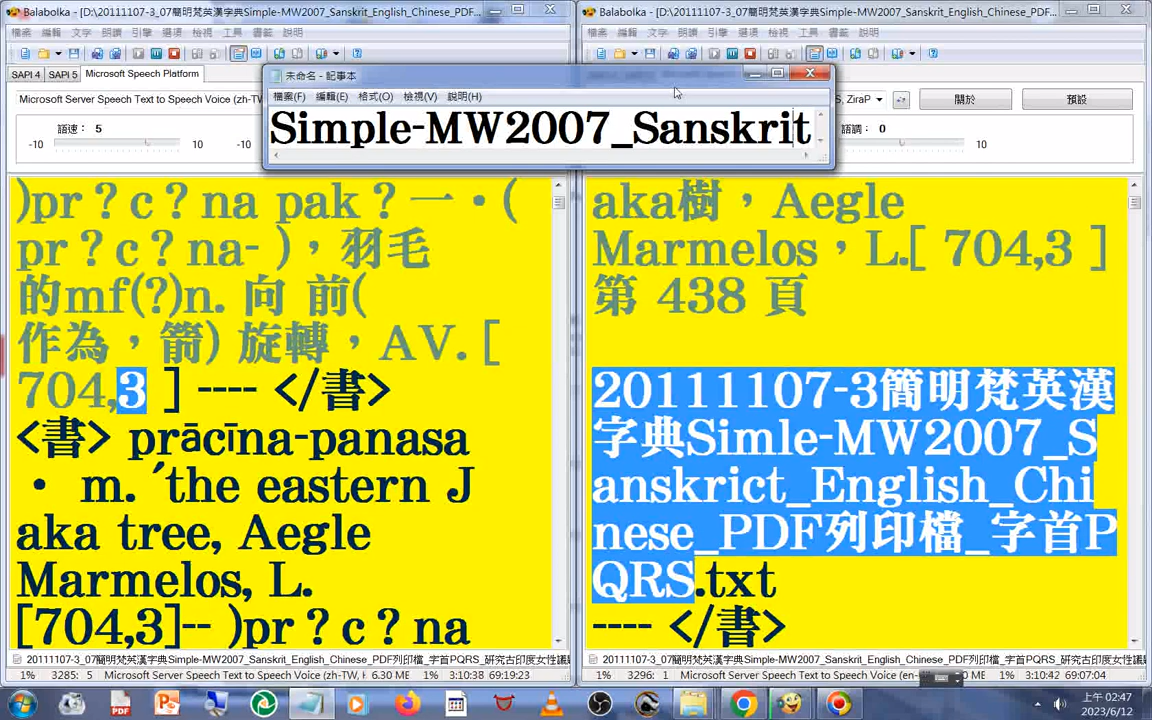 Balabolka - [D:\20111107-3_07簡明梵英漢字典Simple-MW2007_Sanskrit_English_Chinese_PDF...
Balabolka - [D:\20111107-3_07簡明梵英漢字典Simple-MW2007_Sanskrit_English_Chinese_PDF...
檔案 編輯 文字 朗讀 引擎 選項 檢視 工具 書籤 說明
檔案 編輯 文字 朗讀 引擎 選項 檢視 工具 書籤 說明
SAPI 4 SAPI 5 Microsoft Speech Platform
未命名 - 記事本
檔案(F) 編輯(E) 格式(O) 檢視(V) 說明(H)
Simple-MW2007_Sanskrit
Microsoft Server Speech Text to Speech Voice (zh-TW
S, ZiraP 關於 預設
語速： 5
-10 10 -10
語調： 0
10
)pr？c？na pak？一·(
pr？c？na- )，羽毛
的mf(?)n. 向 前(
作為，箭) 旋轉，AV. [
704,3 ] ---- </書>
<書> prācīna-panasa
• m. ´the eastern J
aka tree, Aegle
Marmelos, L.
[704,3]-- )pr？c？na
aka樹，Aegle
Marmelos，L.[ 704,3 ]
第 438 頁
20111107-3簡明梵英漢
字典Simle-MW2007_S
anskrict_English_Chi
nese_PDF列印檔_字首P
QRS.txt
---- </書>
20111107-3_07簡明梵英漢字典Simple-MW2007_Sanskrit_English_Chinese_PDF列印檔_字首PQRS_研究古印度女性議
20111107-3_07簡明梵英漢字典Simple-MW2007_Sanskrit_English_Chinese_PDF列印檔_字首PQRS_研究古印度女性議
1% 3285: 5 Microsoft Server Speech Text to Speech Voice (zh-TW, 6.30 MB 3:10:38 69:19:23
1% 3296: 1 Microsoft Server Speech Text to Speech Voice (zh-TW, 6.30 MB 3:10:42 69:07:04
上午 02:47
2023/6/12